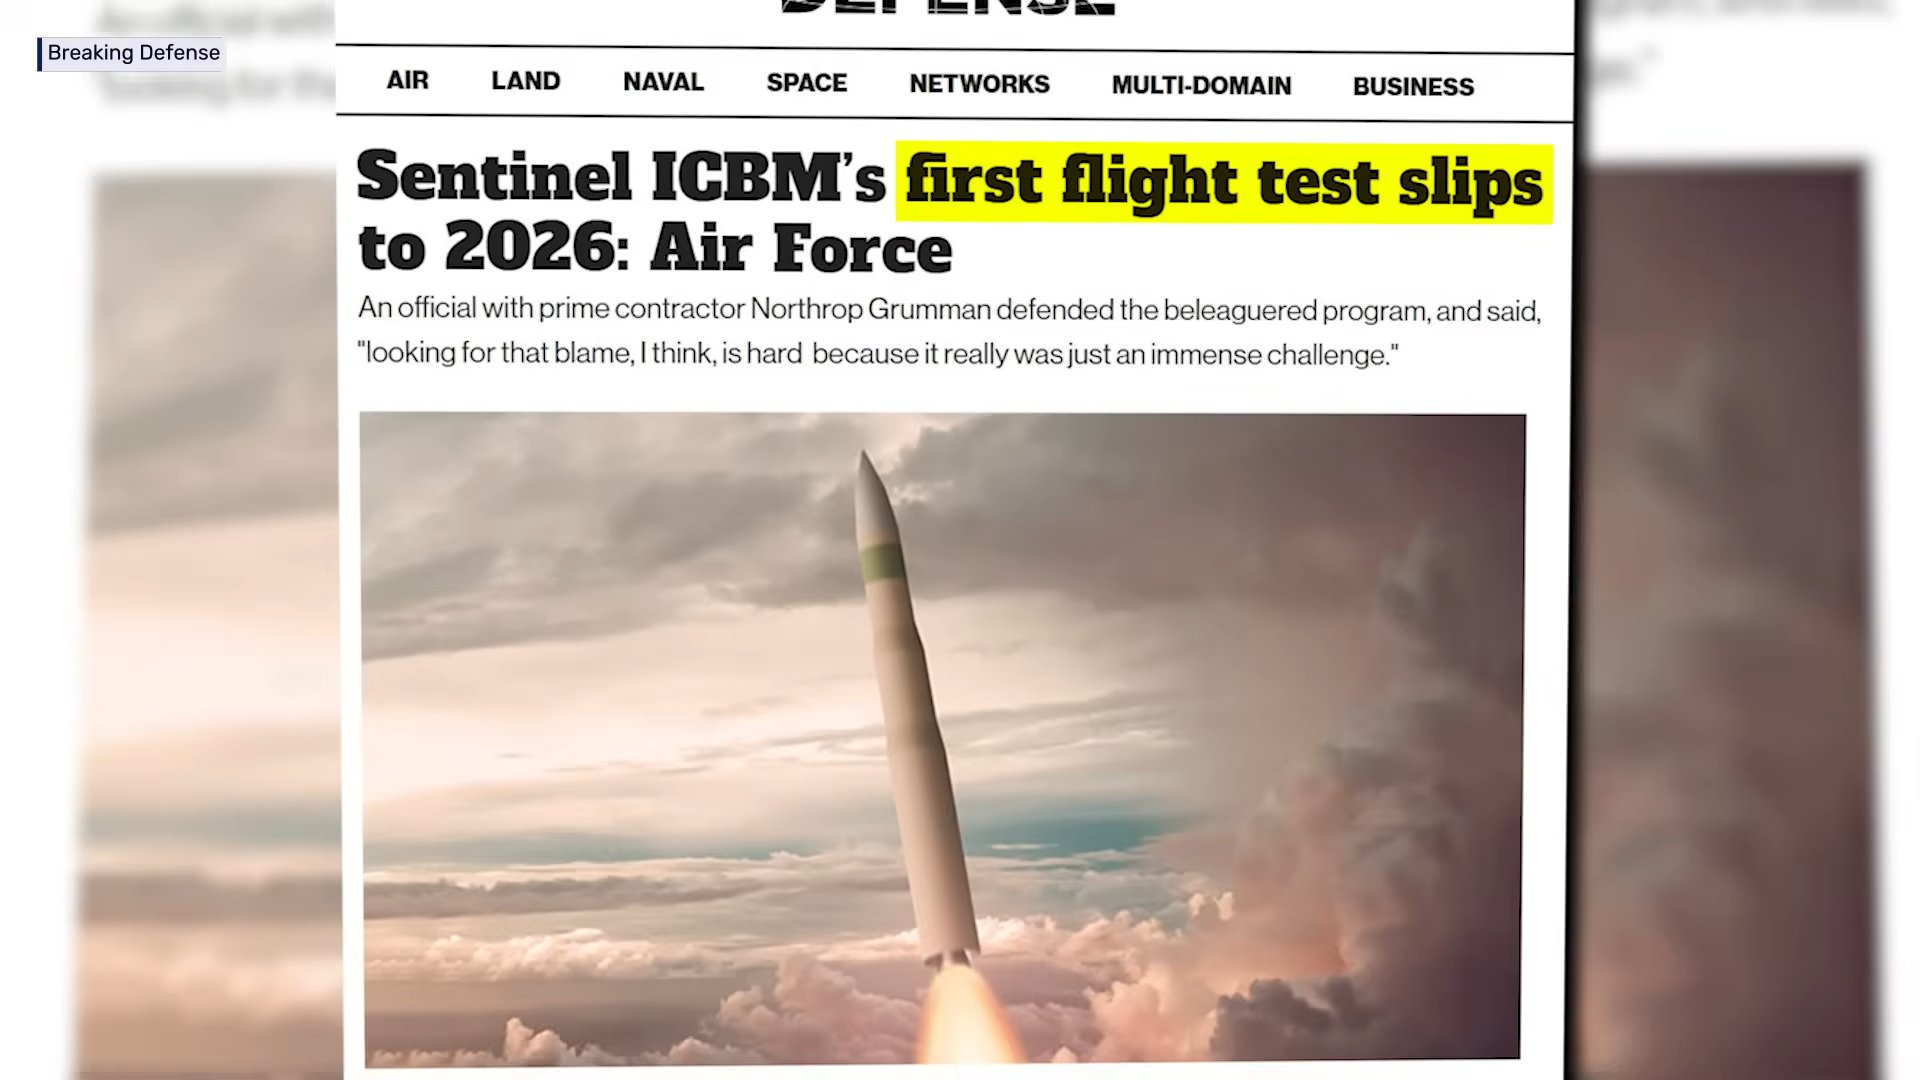 DEFENSE
Breaking Defense
AIR LAND NAVAL SPACE NETWORKS MULTI-DOMAIN BUSINESS
Sentinel ICBM’s first flight test slips
to 2026: Air Force
An official with prime contractor Northrop Grumman defended the beleaguered program, and said,
"looking for that blame, I think, is hard because it really was just an immense challenge."